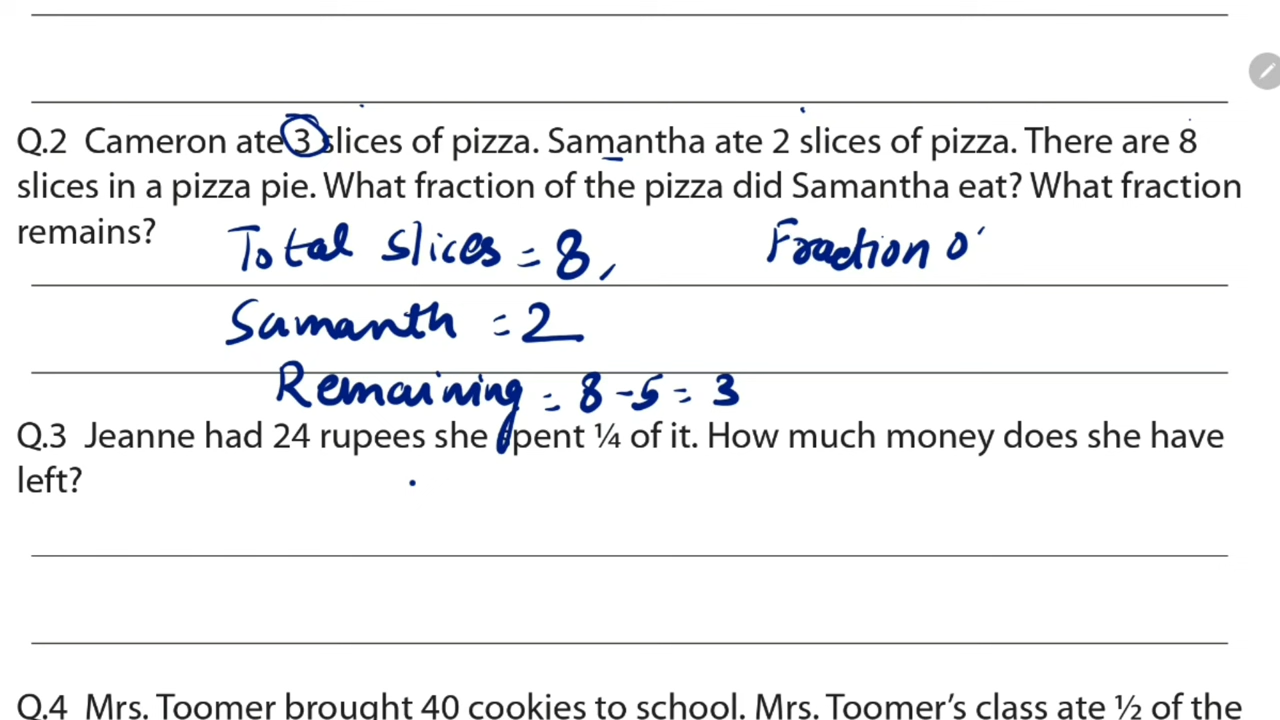 Q.2 Cameron ate 3 slices of pizza. Samantha ate 2 slices of pizza. There are 8
slices in a pizza pie. What fraction of the pizza did Samantha eat? What fraction
remains?
Total slices = 8, Fraction o
Samanth = 2
Remaining = 8 - 5 = 3
Q.3 Jeanne had 24 rupees she spent ¼ of it. How much money does she have
left?
Q.4 Mrs. Toomer brought 40 cookies to school. Mrs. Toomer's class ate ½ of the